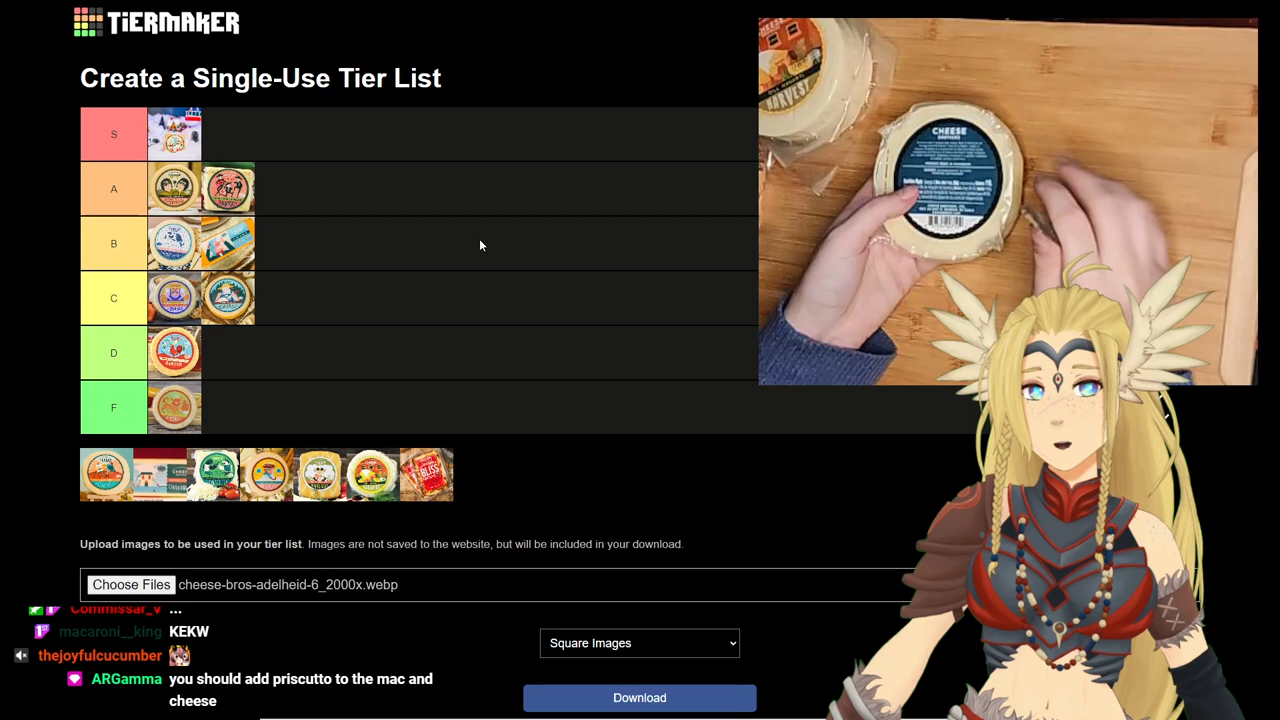 TIERMAKER
Create a Single-Use Tier List
S
A
B
C
D
F
HARVEST
CHEESE
BLISS
Upload images to be used in your tier list. Images are not saved to the website, but will be included in your download.
Choose Files cheese-bros-adelheid-6_2000x.webp
Commissar_V ...
macaroni__king KEKW
thejoyfulcucumber
ARGamma you should add priscutto to the mac and
cheese
Square Images
Download